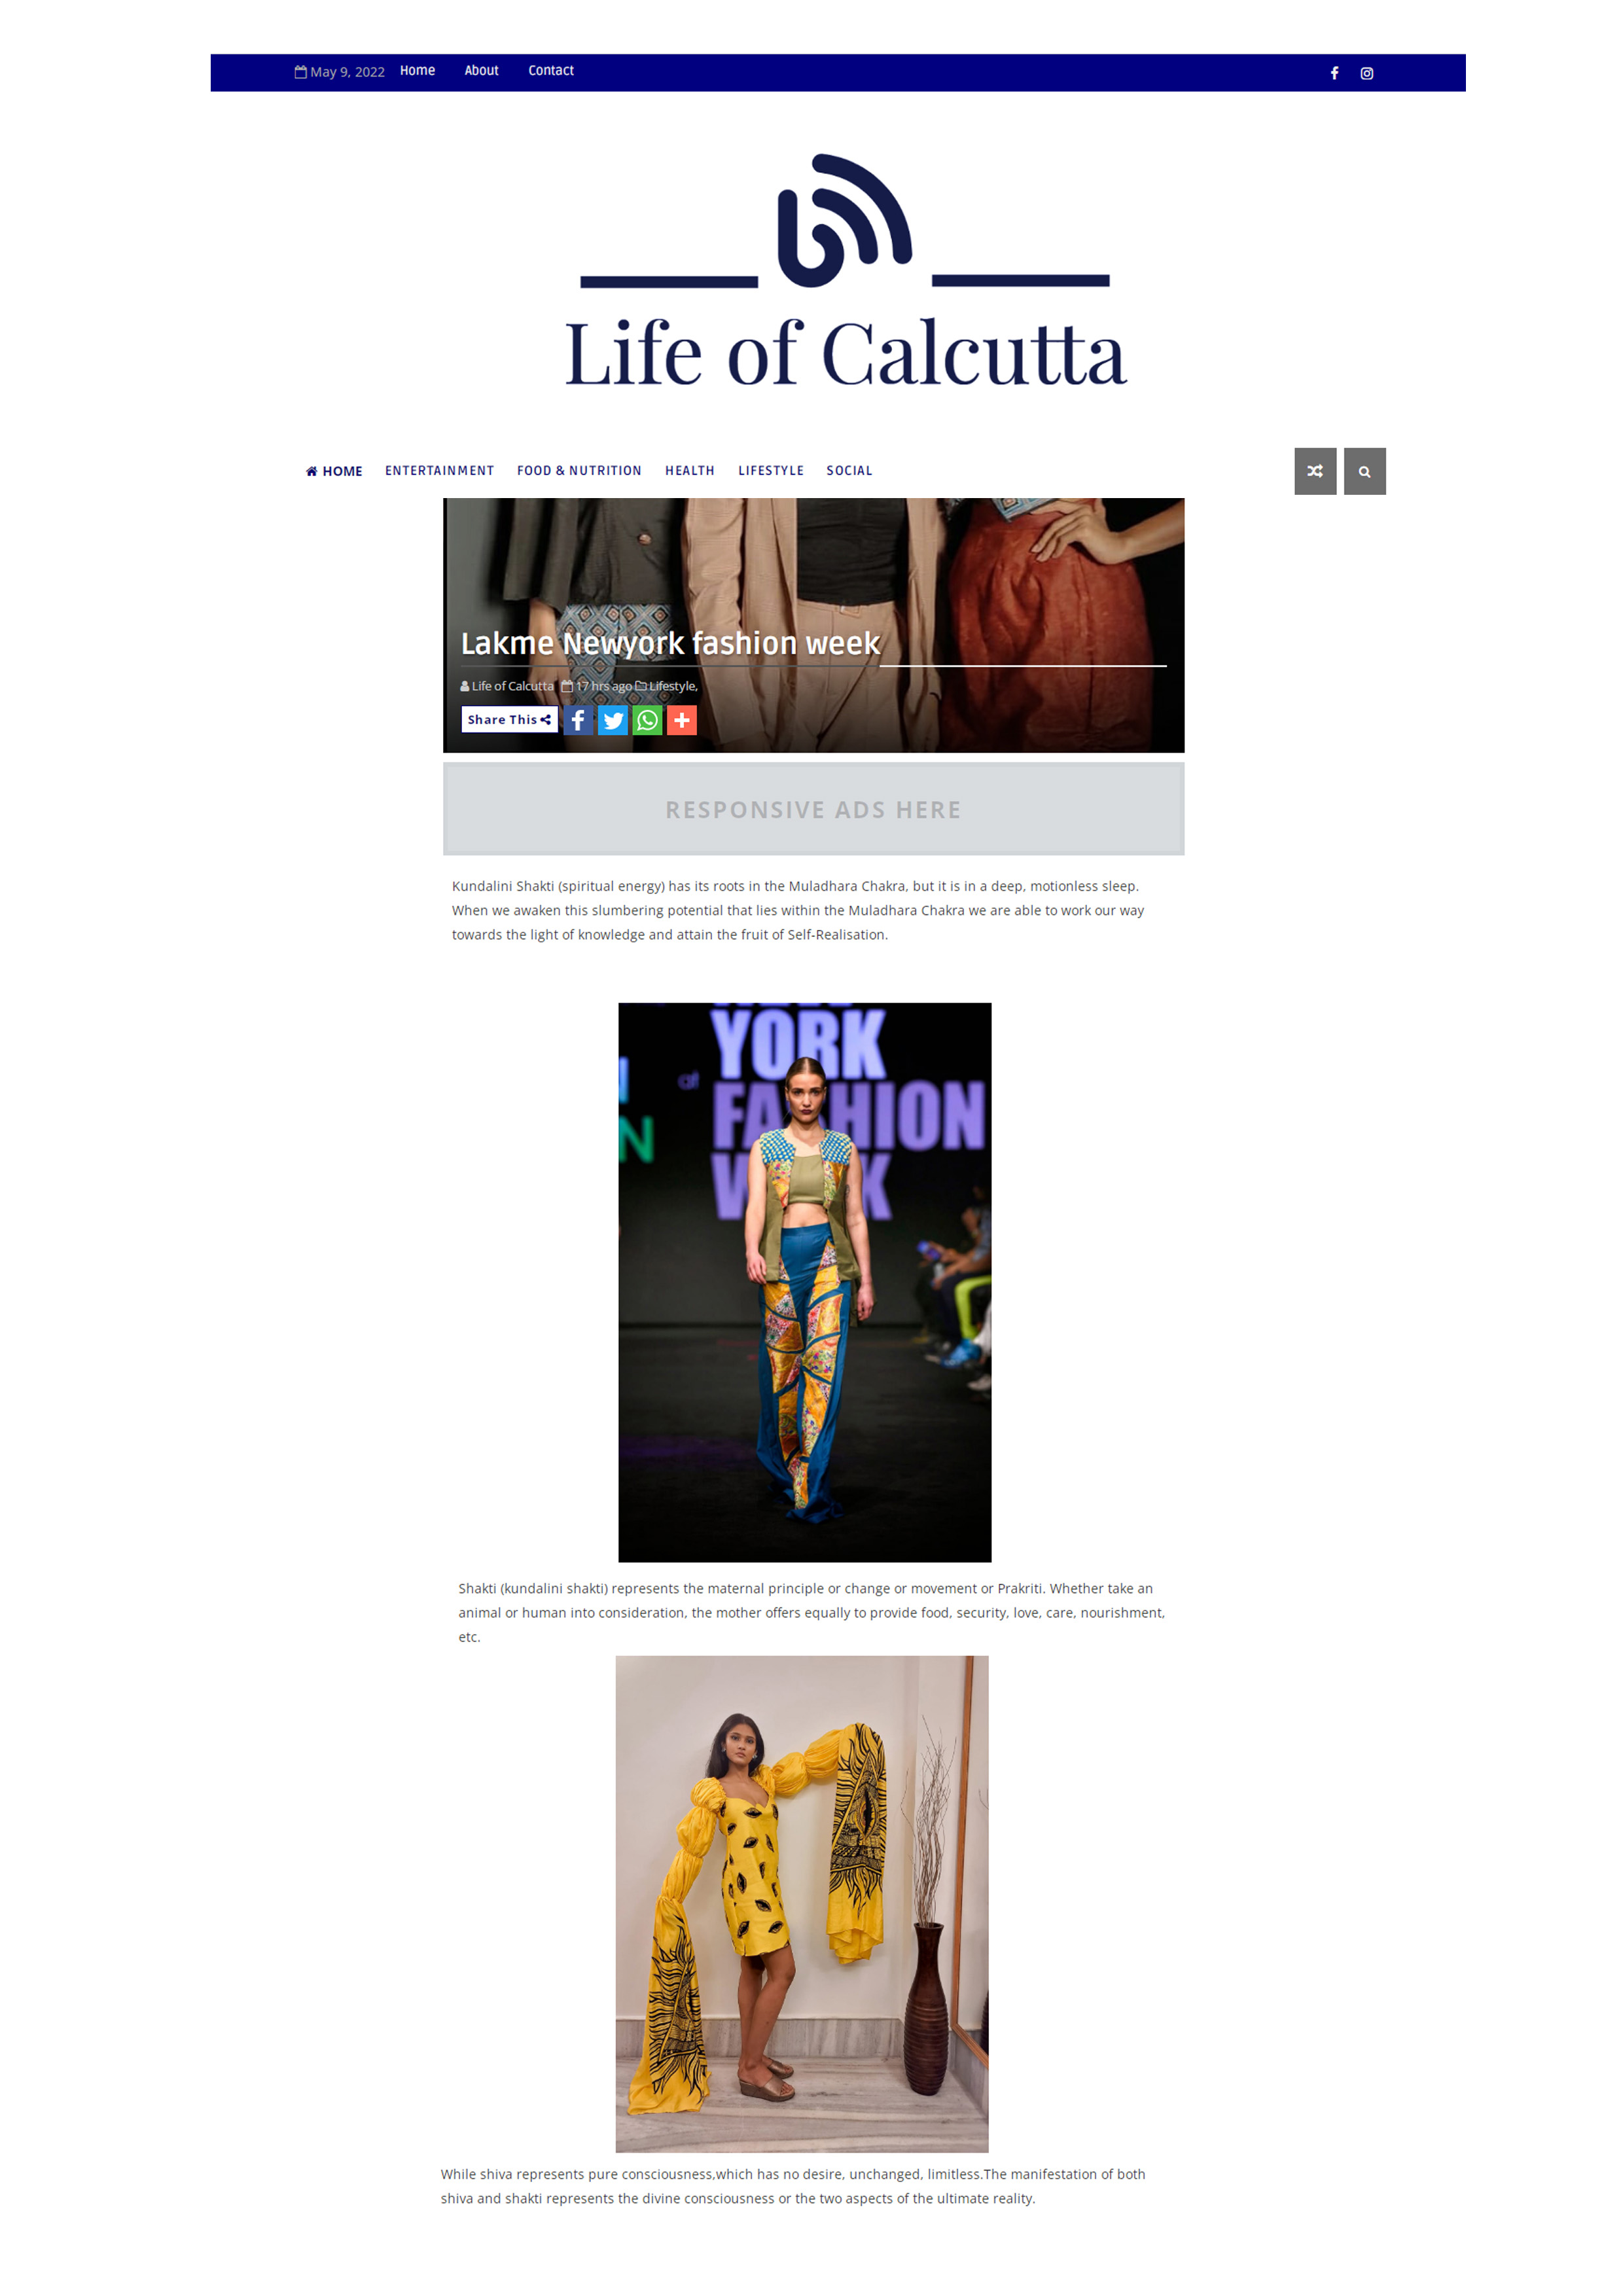 May 9, 2022 Home About Contact
Life of Calcutta
HOME ENTERTAINMENT FOOD & NUTRITION HEALTH LIFESTYLE SOCIAL
Lakme Newyork fashion week
Life of Calcutta 17 hrs ago Lifestyle,
Share This
RESPONSIVE ADS HERE
Kundalini Shakti (spiritual energy) has its roots in the Muladhara Chakra, but it is in a deep, motionless sleep.
When we awaken this slumbering potential that lies within the Muladhara Chakra we are able to work our way
towards the light of knowledge and attain the fruit of Self-Realisation.
YORK
of
FASHION
N
WEEK
Shakti (kundalini shakti) represents the maternal principle or change or movement or Prakriti. Whether take an
animal or human into consideration, the mother offers equally to provide food, security, love, care, nourishment,
etc.
While shiva represents pure consciousness,which has no desire, unchanged, limitless.The manifestation of both
shiva and shakti represents the divine consciousness or the two aspects of the ultimate reality.